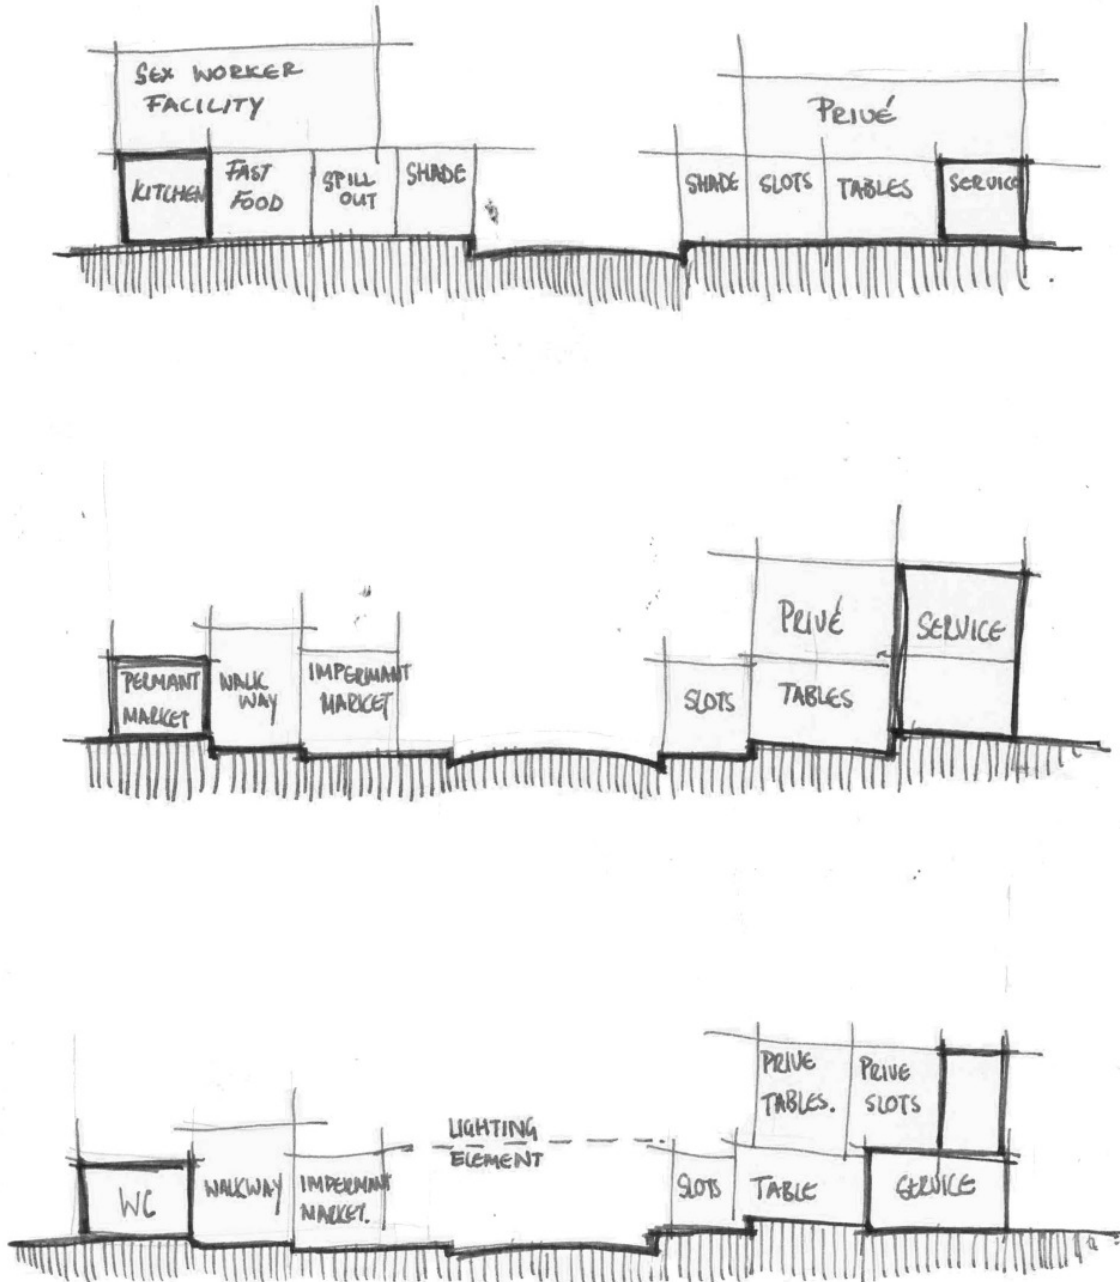 SEX WORKER
FACILITY
PRIVÉ
KITCHEN
FAST
FOOD
SPILL
OUT
SHADE
SHADE
SLOTS
TABLES
SERVICE
PRIVÉ
SERVICE
PERMANT
MARKET
WALK
WAY
IMPERMANT
MARKET
SLOTS
TABLES
PRIVE
TABLES.
PRIVE
SLOTS
LIGHTING
ELEMENT
WC
WALKWAY
IMPERMANT
MARKET.
SLOTS
TABLE
SERVICE